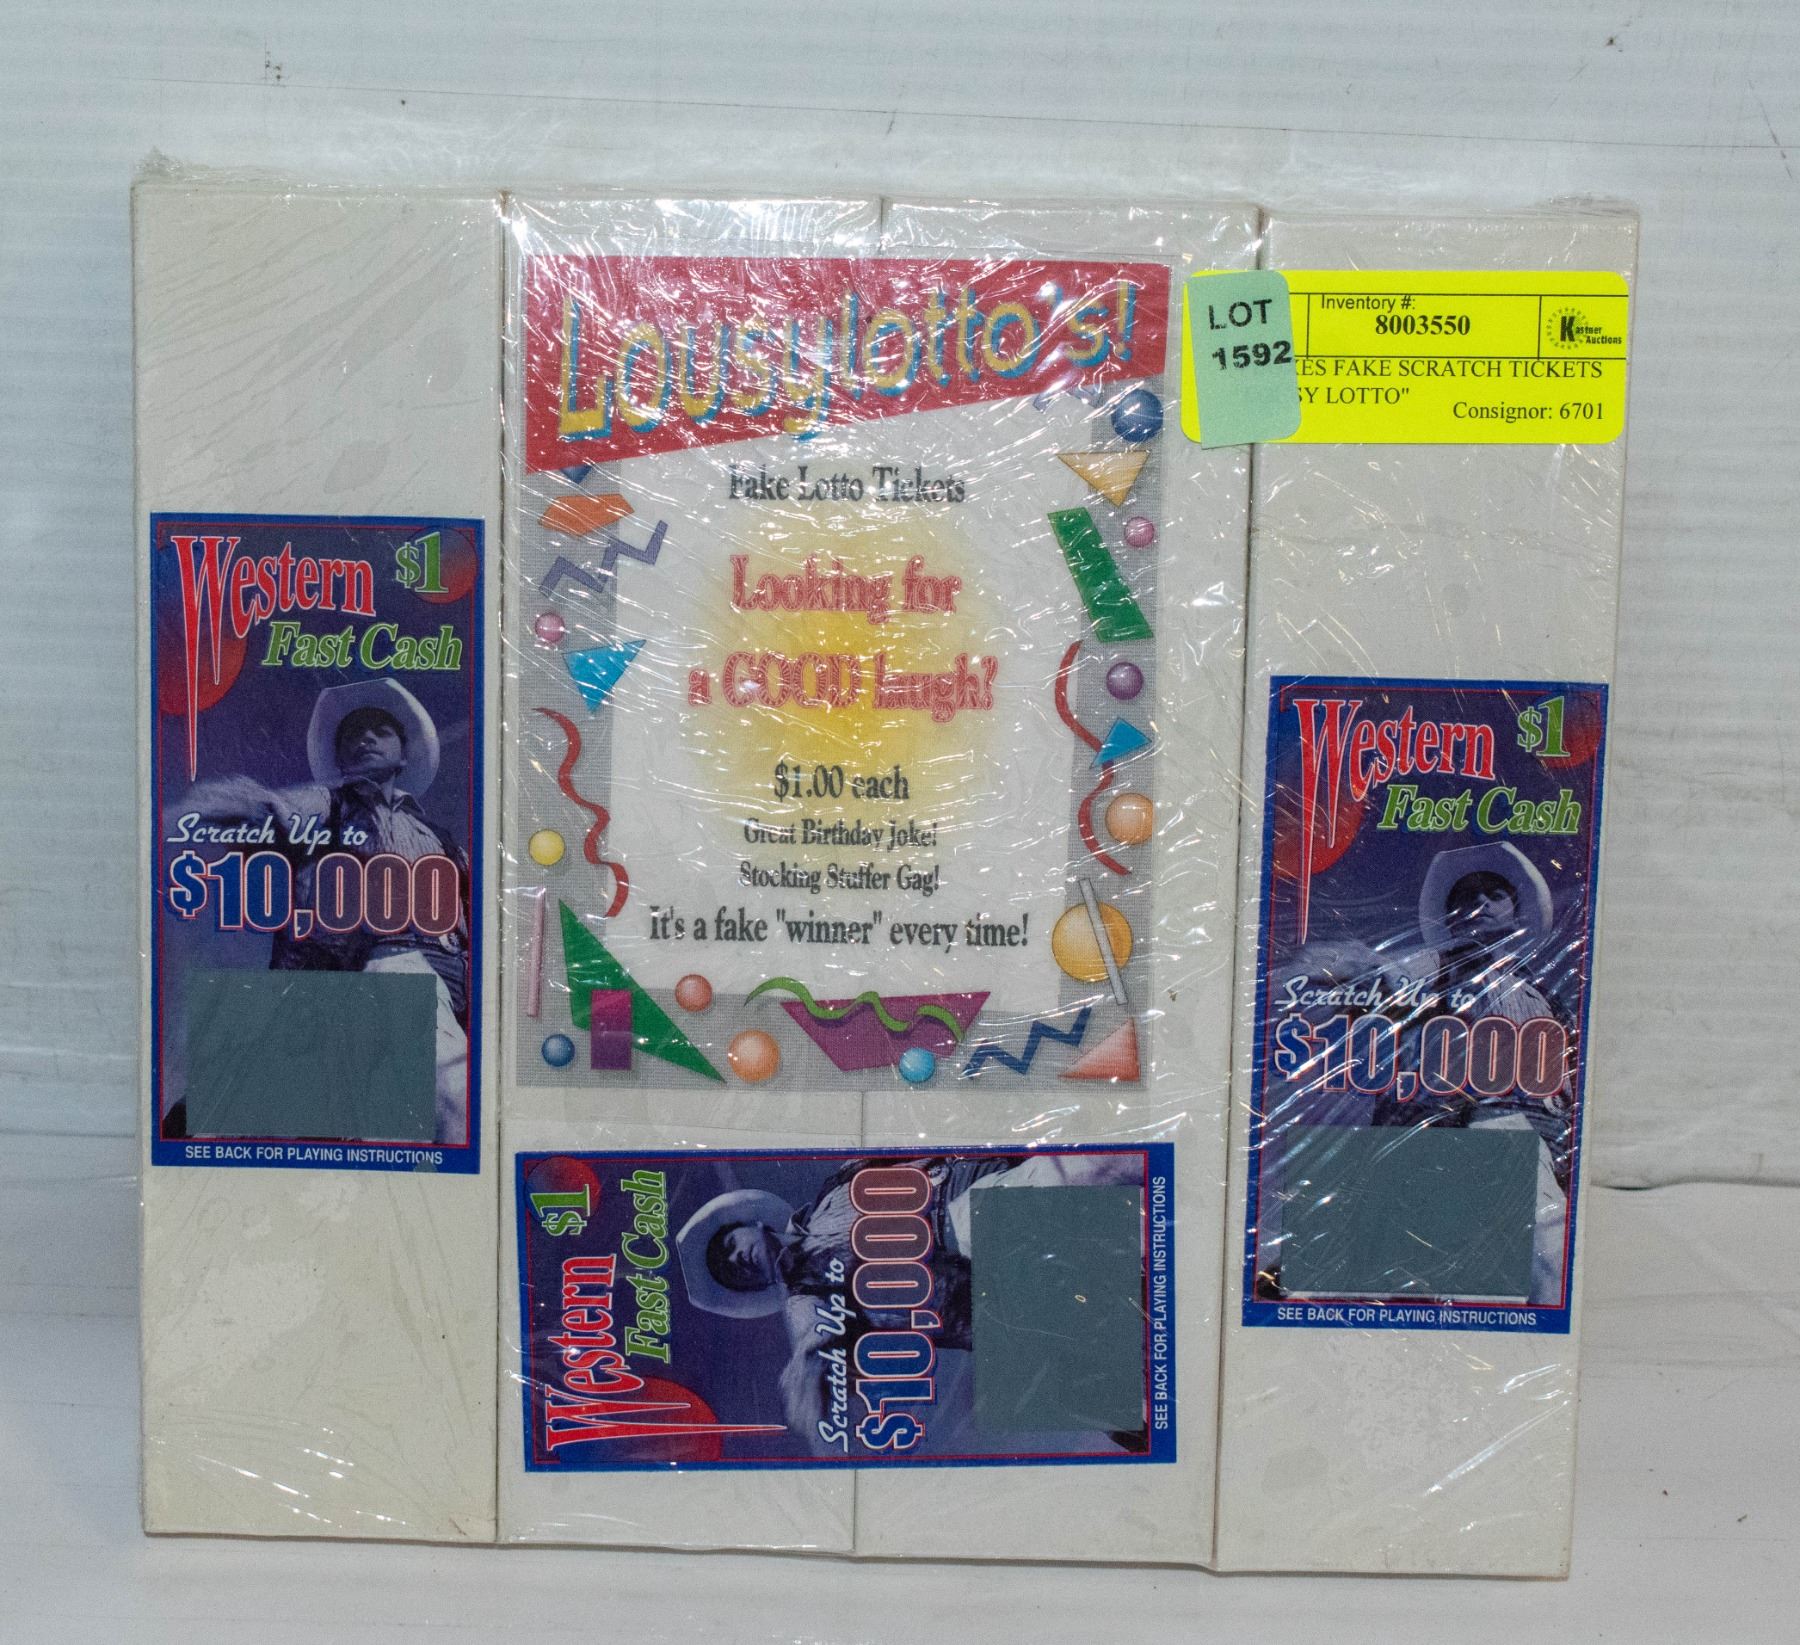 Lousylotto's!
Fake Lotto Tickets
Looking for
a GOOD laugh?
$1.00 each
Great Birthday Joke!
Stocking Stuffer Gag!
It's a fake "winner" every time!
LOT
1592
Inventory #:
8003550
Kastner
Auctions
FAKE SCRATCH TICKETS
LOTTO"
Consignor: 6701
Western $1
Fast Cash
Scratch Up to
$10,000
SEE BACK FOR PLAYING INSTRUCTIONS
Western $1
Fast Cash
Scratch Up to
$10,000
SEE BACK FOR PLAYING INSTRUCTIONS
Western $1
Fast Cash
Scratch Up to
$10,000
SEE BACK FOR PLAYING INSTRUCTIONS